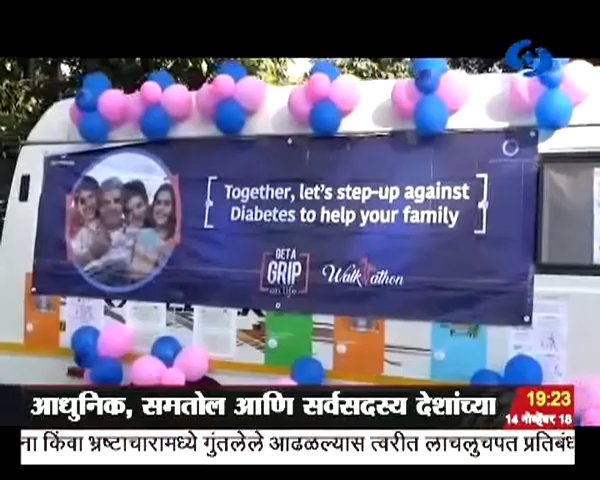 Together, let's step-up against
Diabetes to help your family
GET A
GRIP
on life
Walkathon
आधुनिक, समतोल आणि सर्वसदस्य देशांच्या
19:23
14 नोव्हेंबर 18
ना किंवा भ्रष्टाचारामध्ये गुंतलेले आढळल्यास त्वरीत लाचलुचपत प्रतिबंध